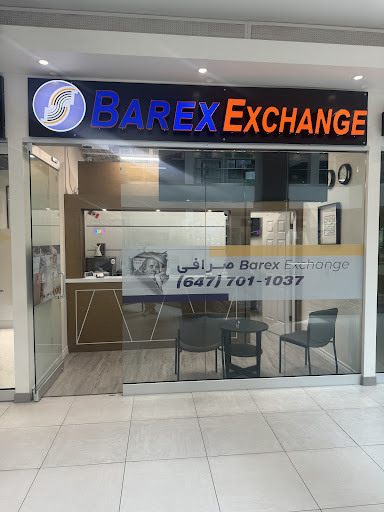 BAREX EXCHANGE
صرافی Barex Exchange
(647) 701-1037